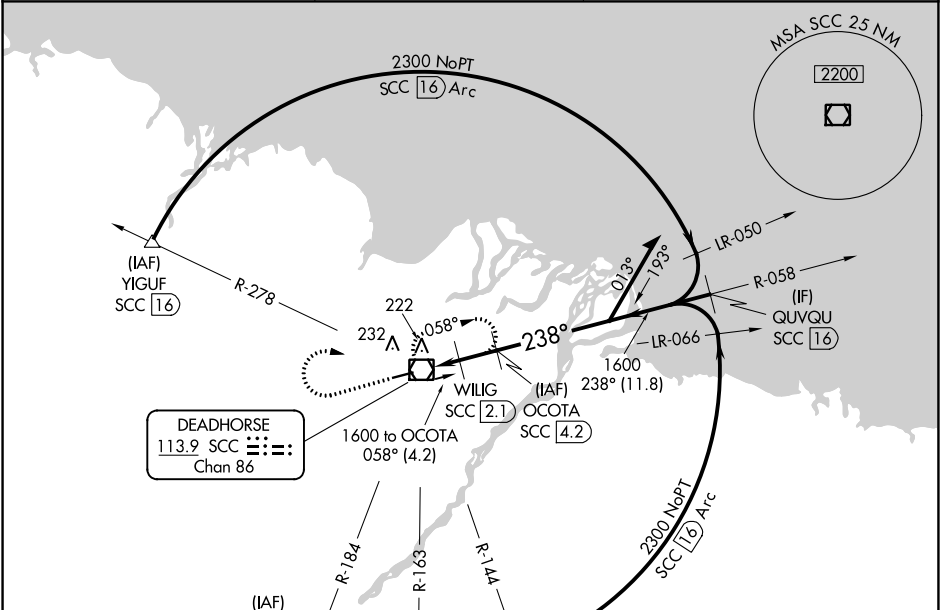 MSA SCC 25 NM
2200
2300 NoPT
SCC 16 Arc
LR-050
R-058
(IF)
QUVQU
SCC 16
LR-066
013°
193°
(IAF)
YIGUF
SCC 16
R-278
222
232
058°
238°
1600
238° (11.8)
WILIG
SCC 2.1
(IAF)
OCOTA
SCC 4.2
1600 to OCOTA
058° (4.2)
DEADHORSE
113.9 SCC
Chan 86
2300 NoPT
SCC 16 Arc
R-184
R-163
R-144
(IAF)